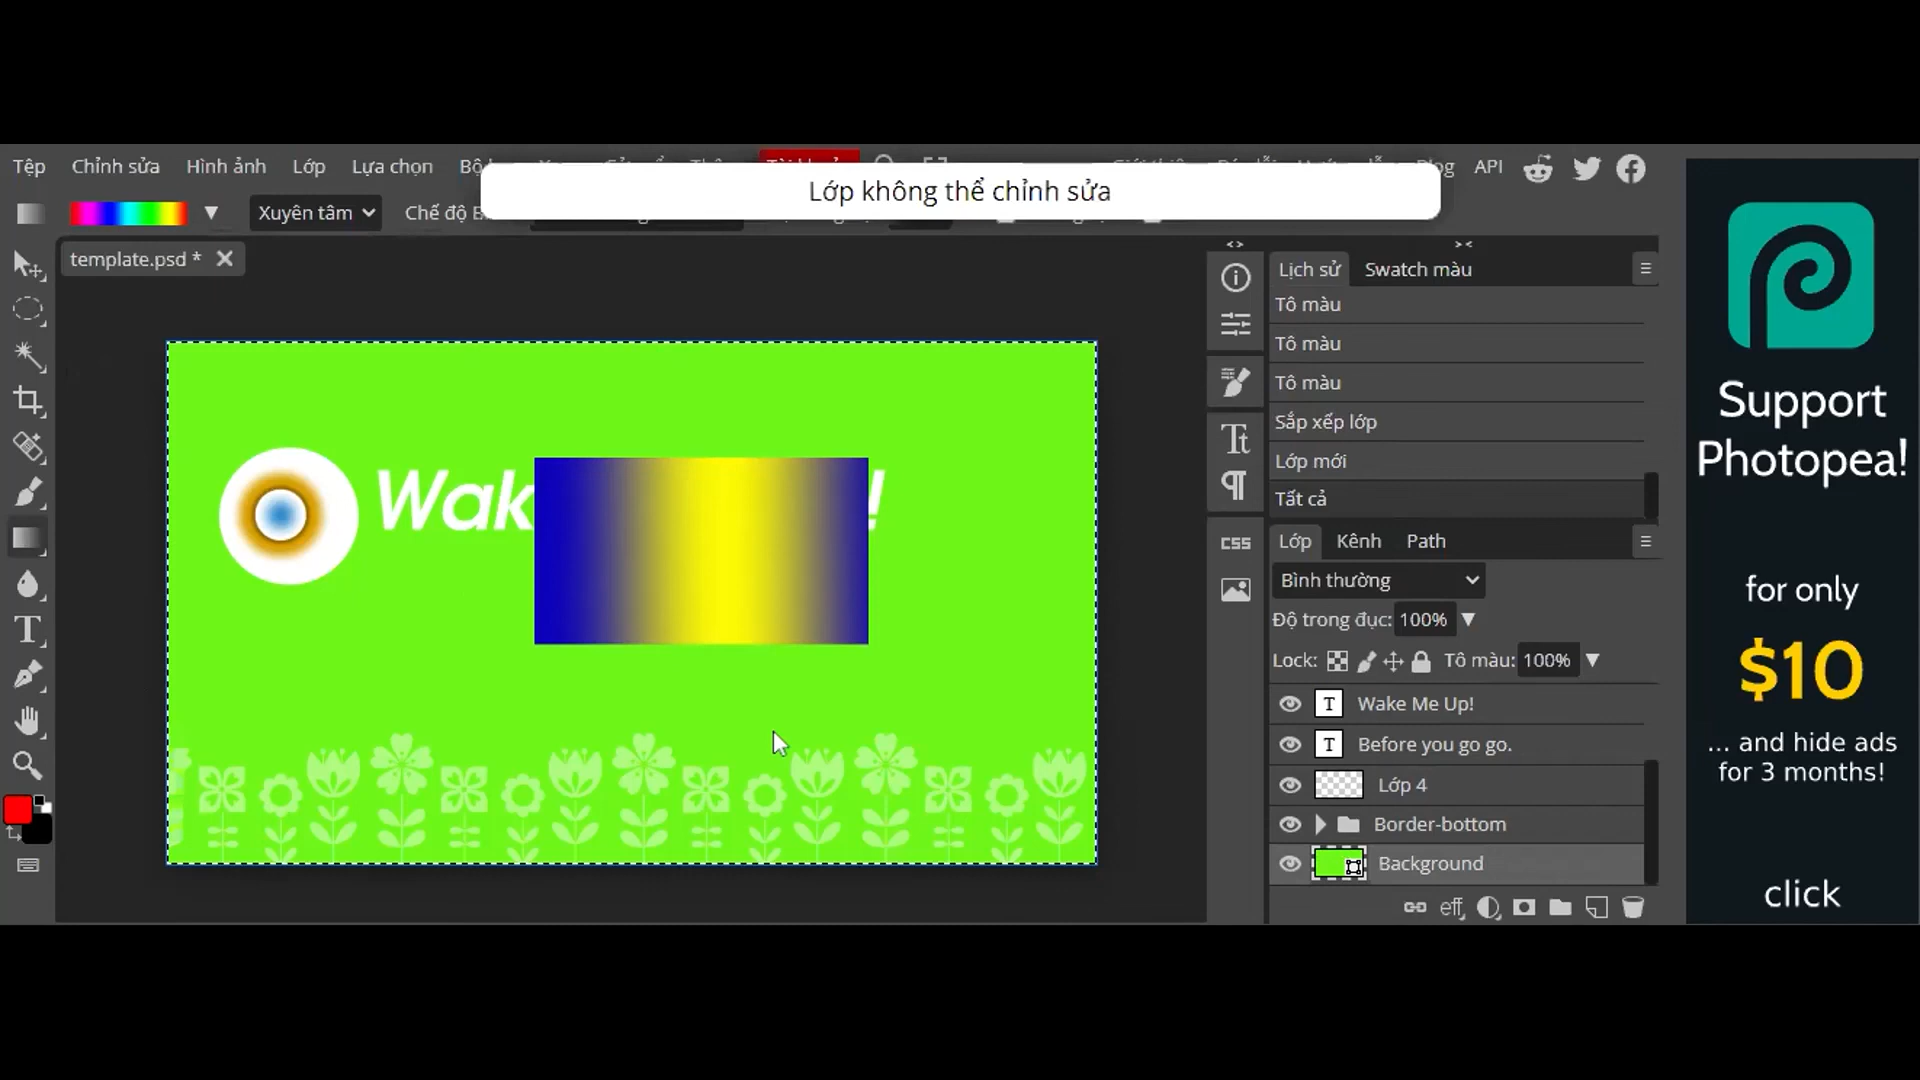 Tệp Chỉnh sửa Hình ảnh Lớp Lựa chọn API
Lớp không thể chỉnh sửa
Xuyên tâm Chế độ
template.psd *
Lịch sử Swatch màu
Tô màu
Tô màu
Tô màu
Sắp xếp lớp
Lớp mới
Tất cả
CSS
Lớp Kênh Path
Bình thường
Độ trong đục: 100%
Lock: Tô màu: 100%
T Wake Me Up!
T Before you go go.
Lớp 4
Border-bottom
Background
eff
Wak !
Support
Photopea!
for only
$10
... and hide ads
for 3 months!
click